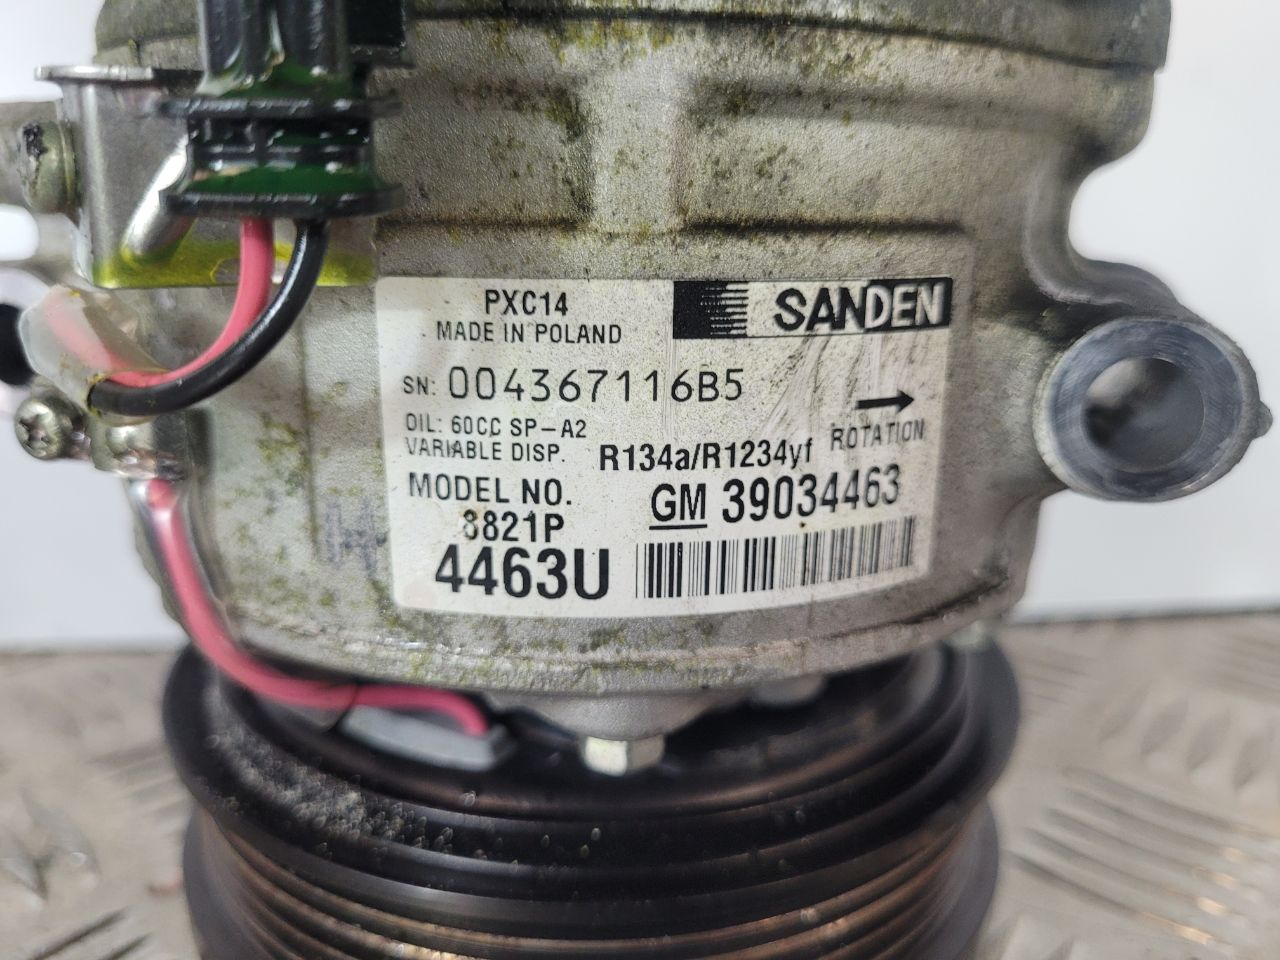 PXC14
MADE IN POLAND
SANDEN
SN: 004367116B5
OIL: 60CC SP-A2
VARIABLE DISP.
R134a/R1234yf
ROTATION
MODEL NO.
8821P
GM 39034463
4463U